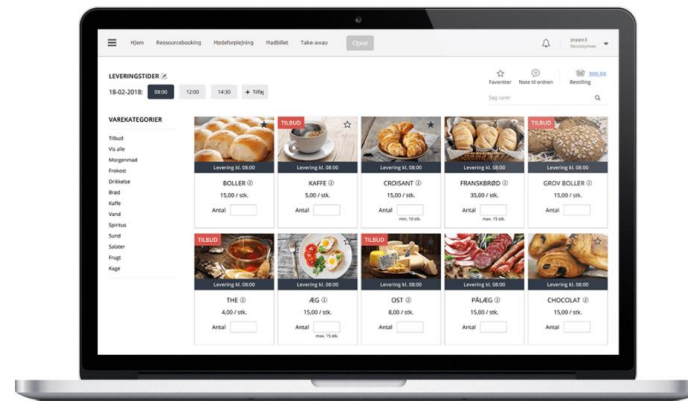 Hjem Ressourcebooking Mødeforplejning Madbillet Take-away Opret
LEVERINGSTIDER
18-02-2018: 08:00 12:00 14:30 + Tilføj
Favoritter Note til ordren Bestilling
Søg varer
VAREKATEGORIER
Tilbud
Vis alle
Morgenmad
Frokost
Drikkelse
Brød
Kaffe
Vand
Spiritus
Sund
Salater
Frugt
Kage
TILBUD TILBUD
Levering kl. 08:00 Levering kl. 08:00 Levering kl. 08:00 Levering kl. 08:00 Levering kl. 08:00
BOLLER KAFFE CROISANT FRANSKBRØD GROV BOLLER
15,00 / stk. 5,00 / stk. 15,00 / stk. 35,00 / stk. 15,00 / stk.
Antal Antal Antal Antal Antal
min. 10 stk. max. 15 stk.
TILBUD TILBUD
Levering kl. 08:00 Levering kl. 08:00 Levering kl. 08:00 Levering kl. 08:00 Levering kl. 08:00
THE ÆG OST PÅLÆG CHOCOLAT
4,00 / stk. 15,00 / stk. 8,00 / stk. 15,00 / stk. 15,00 / stk.
Antal Antal Antal Antal Antal
max. 15 stk.